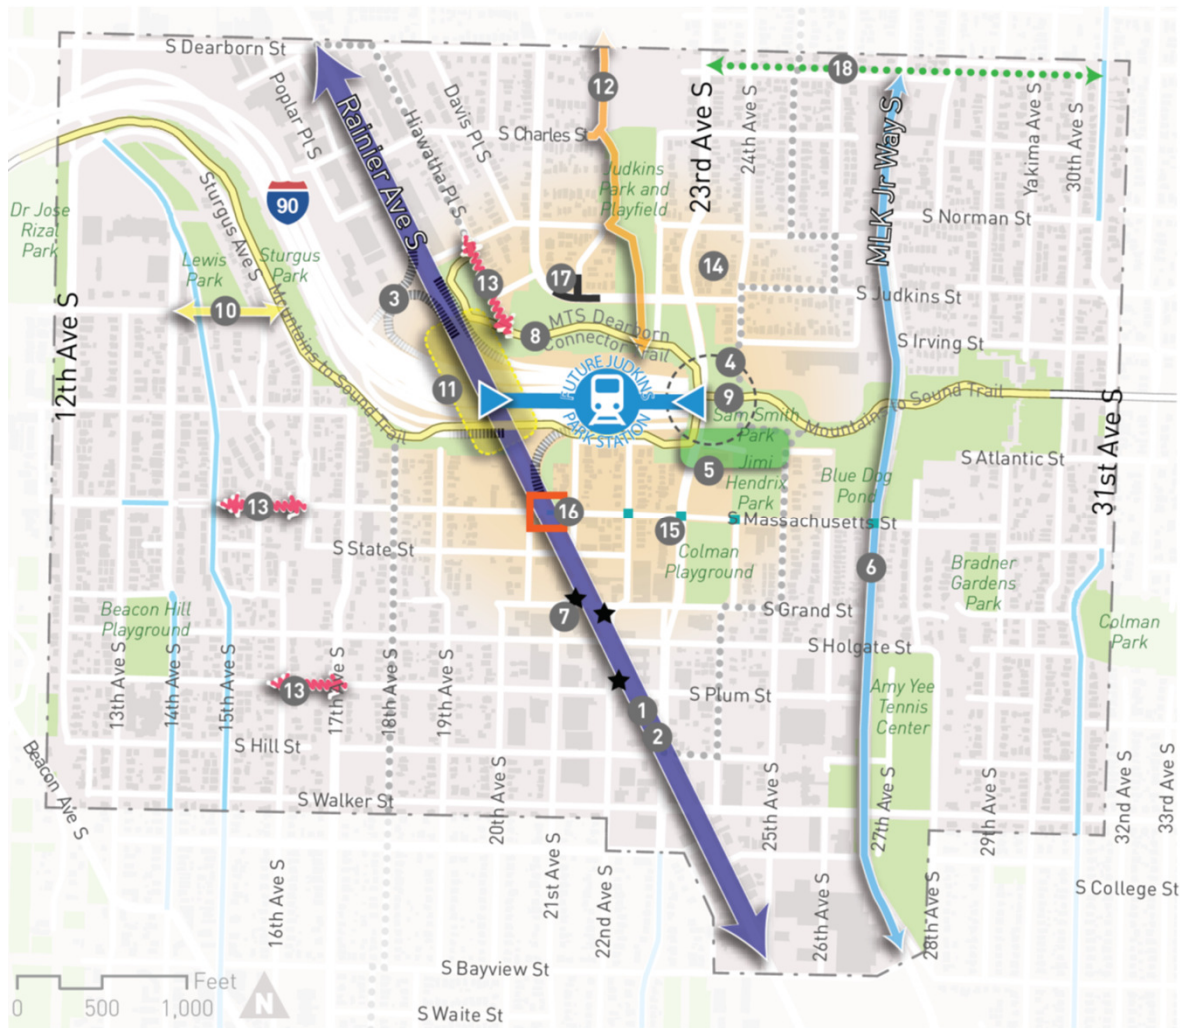 S Dearborn St
18
12
Poplar Pl S
Rainier Ave S
Hiawatha Pl S
Davis Pl S
S Charles St
23rd Ave S
24th Ave S
MLK Jr Way S
Yakima Ave S
30th Ave S
Judkins
Park and
Playfield
90
Dr Jose
Rizal
Park
Sturgus Ave S
Lewis
Park
Sturgus
Park
S Norman St
14
17
13
3
S Judkins St
10
12th Ave S
Mountains to Sound Trail
8
MTS Dearborn
Connector Trail
S Irving St
4
11
FUTURE JUDKINS
PARK STATION
9
Sam Smith
Park
Mountains to Sound Trail
31st Ave S
5
Jimi
Hendrix
Park
Blue Dog
Pond
S Atlantic St
13
16
15
S Massachusetts St
S State St
Colman
Playground
6
Bradner
Gardens
Park
Beacon Hill
Playground
7
S Grand St
S Holgate St
Colman
Park
13th Ave S
14th Ave S
15th Ave S
17th Ave S
18th Ave S
19th Ave S
13
1
2
S Plum St
Amy Yee
Tennis
Center
S Hill St
Beacon Ave S
S Walker St
20th Ave S
25th Ave S
27th Ave S
29th Ave S
32nd Ave S
33rd Ave S
16th Ave S
21st Ave S
22nd Ave S
26th Ave S
28th Ave S
S College St
S Bayview St
S Waite St
Feet
0 500 1,000
N